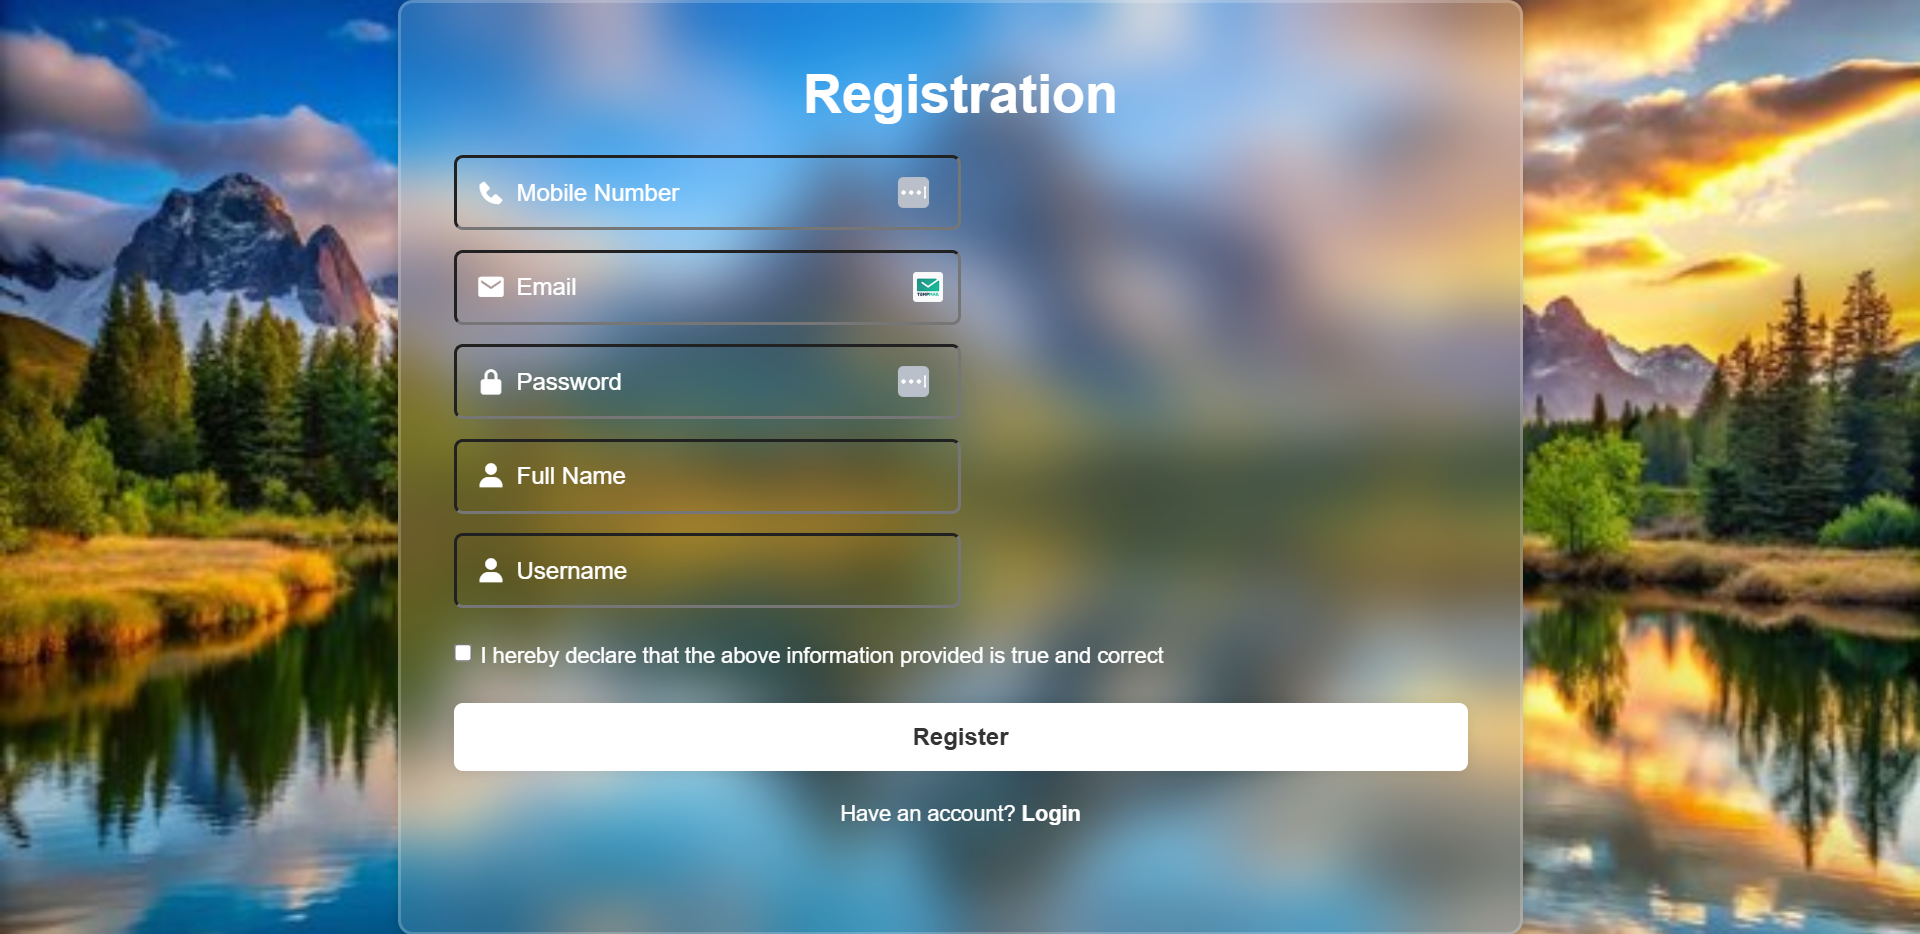 Registration
Mobile Number
Email
Password
Full Name
Username
I hereby declare that the above information provided is true and correct
Register
Have an account? Login